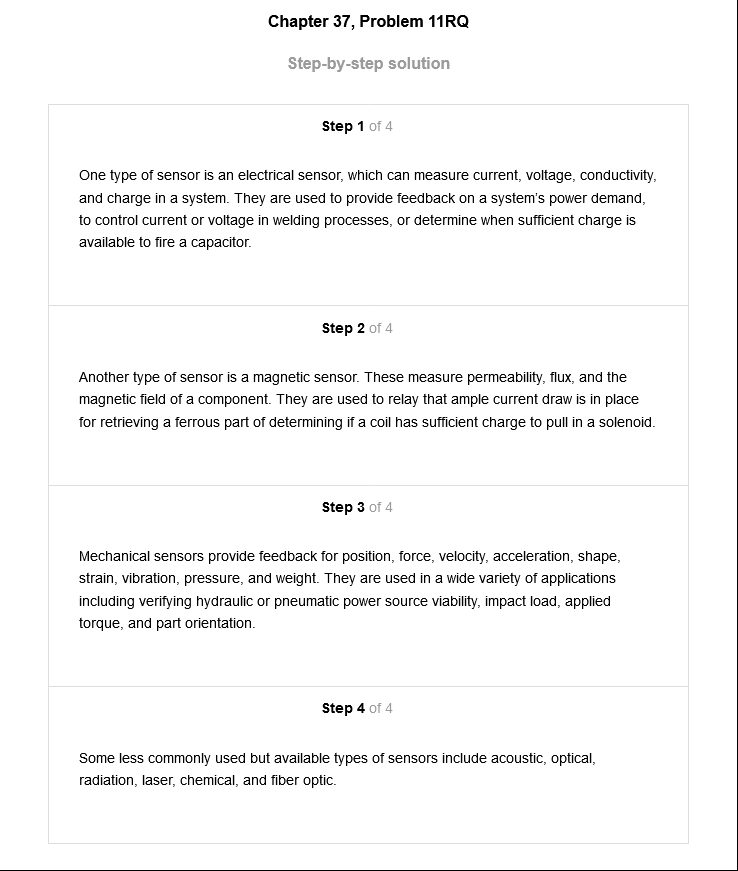 Chapter 37, Problem 11RQ
Step-by-step solution
Step 1 of 4
One type of sensor is an electrical sensor, which can measure current, voltage, conductivity,
and charge in a system. They are used to provide feedback on a system's power demand,
to control current or voltage in welding processes, or determine when sufficient charge is
available to fire a capacitor.
Step 2 of 4
Another type of sensor is a magnetic sensor. These measure permeability, flux, and the
magnetic field of a component. They are used to relay that ample current draw is in place
for retrieving a ferrous part of determining if a coil has sufficient charge to pull in a solenoid.
Step 3 of 4
Mechanical sensors provide feedback for position, force, velocity, acceleration, shape,
strain, vibration, pressure, and weight. They are used in a wide variety of applications
including verifying hydraulic or pneumatic power source viability, impact load, applied
torque, and part orientation.
Step 4 of 4
Some less commonly used but available types of sensors include acoustic, optical,
radiation, laser, chemical, and fiber optic.